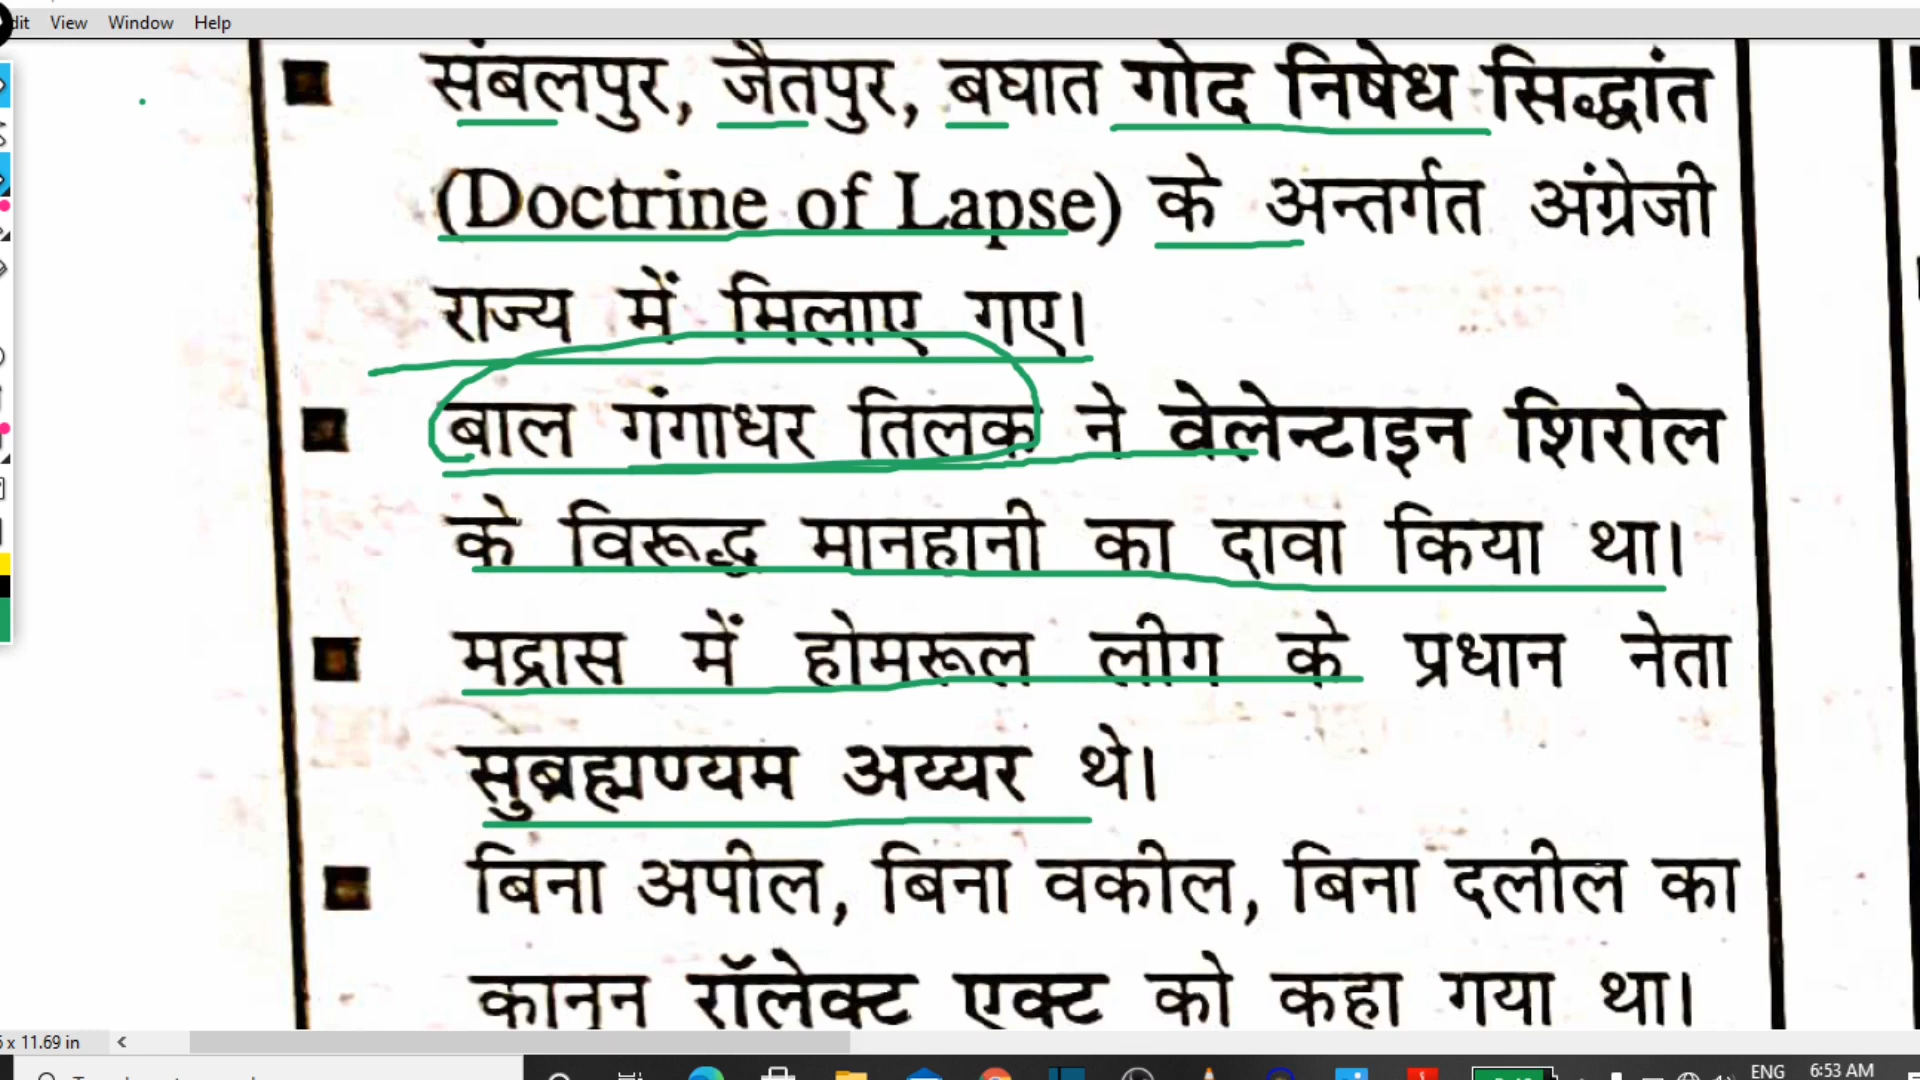 dit View Window Help
संबलपुर, जैतपुर, बघात गोद निषेध सिद्धांत
(Doctrine of Lapse) के अन्तर्गत अंग्रेजी
राज्य में मिलाए गए।
बाल गंगाधर तिलक ने वेलेन्टाइन शिरोल
के विरूद्ध मानहानी का दावा किया था।
मद्रास में होमरूल लीग के प्रधान नेता
सुब्रह्मण्यम अय्यर थे।
बिना अपील, बिना वकील, बिना दलील का
कानून रॉलेक्ट एक्ट को कहा गया था।
x 11.69 in
ENG 6:53 AM